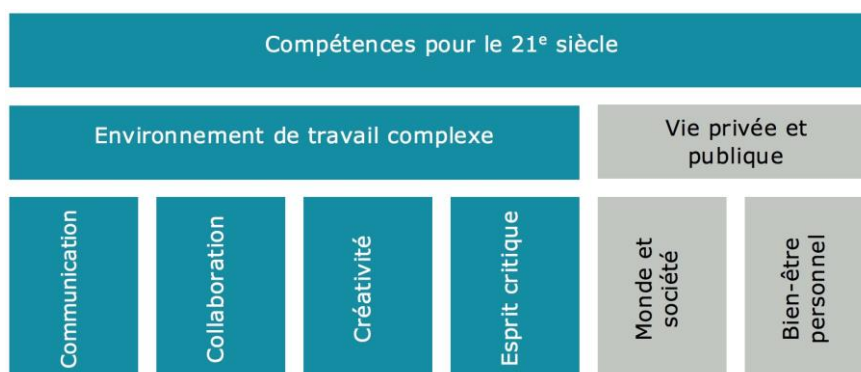 Compétences pour le 21e siècle
Environnement de travail complexe
Vie privée et
publique
Communication
Collaboration
Créativité
Esprit critique
Monde et
société
Bien-être
personnel